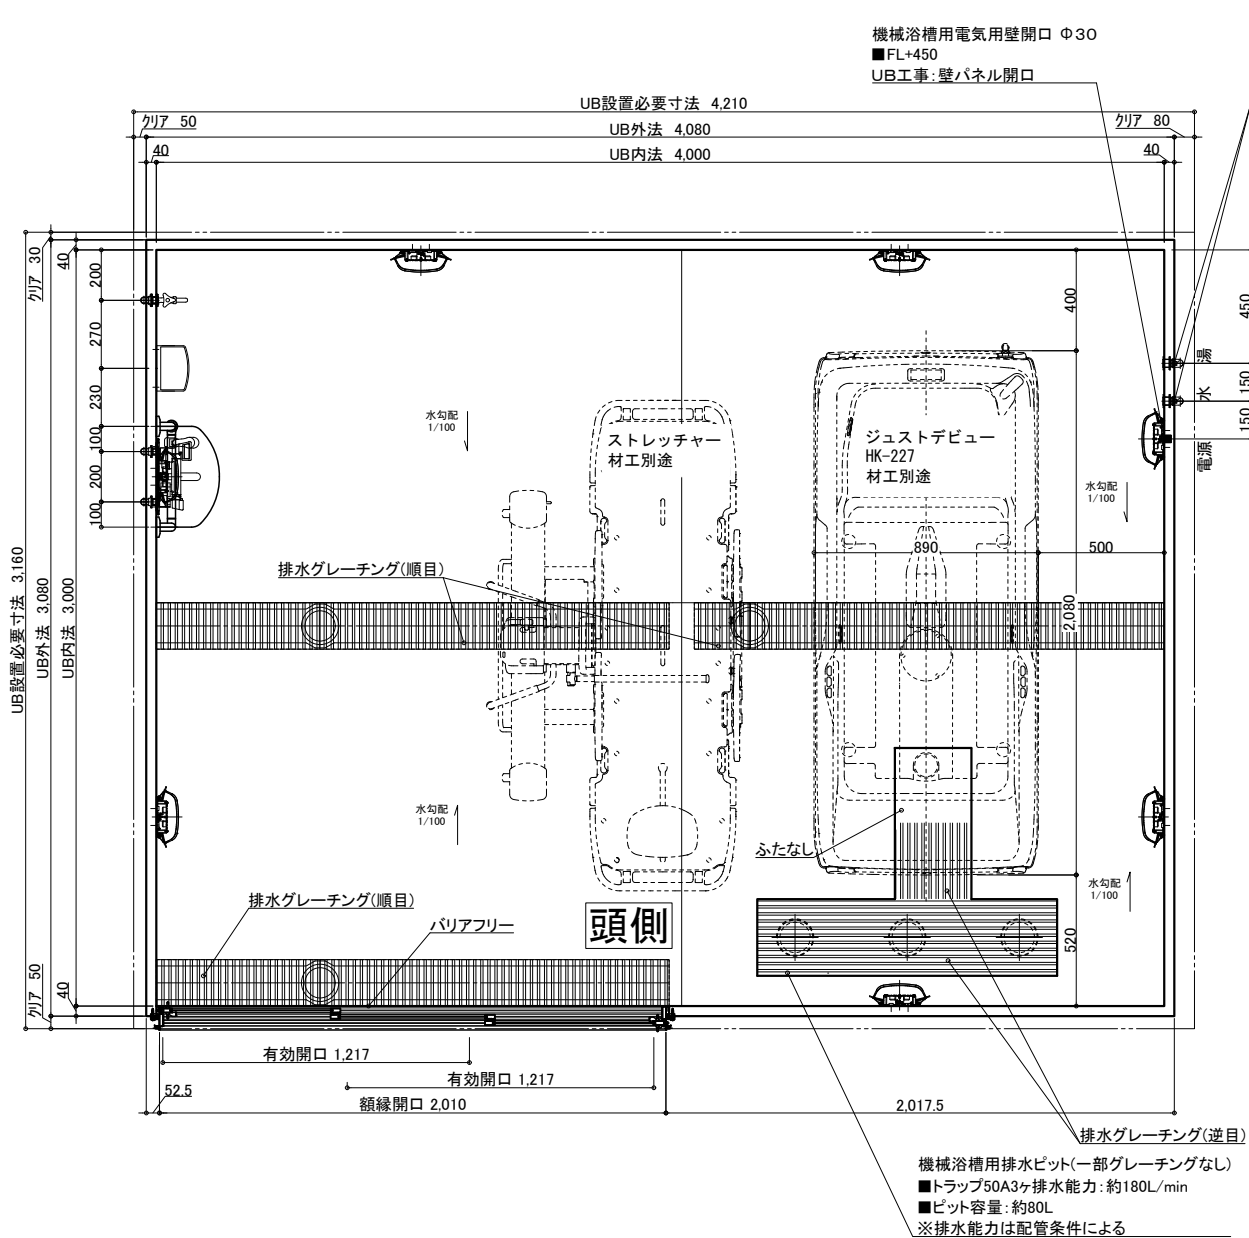 機械浴槽用電気用壁開口 Φ30
■FL+450
UB工事:壁パネル開口
UB設置必要寸法 4,210
クリア 50
UB外法 4,080
クリア 80
40
UB内法 4,000
40
クリア 30
40
200
400
450
270
湯
150
230
水
100
水勾配
1/100
ストレッチャー
材工別途
ジュストデビュー
HK-227
材工別途
150
電源
200
水勾配
1/100
100
890
500
UB設置必要寸法 3,160
UB外法 3,080
UB内法 3,000
排水グレーチング(順目)
2,080
水勾配
1/100
ふたなし
水勾配
1/100
排水グレーチング(順目)
バリアフリー
頭側
520
クリア 50
40
有効開口 1,217
有効開口 1,217
52.5
額縁開口 2,010
2,017.5
排水グレーチング(逆目)
機械浴槽用排水ピット(一部グレーチングなし)
■トラップ50A3ヶ排水能力:約180L/min
■ピット容量:約80L
※排水能力は配管条件による